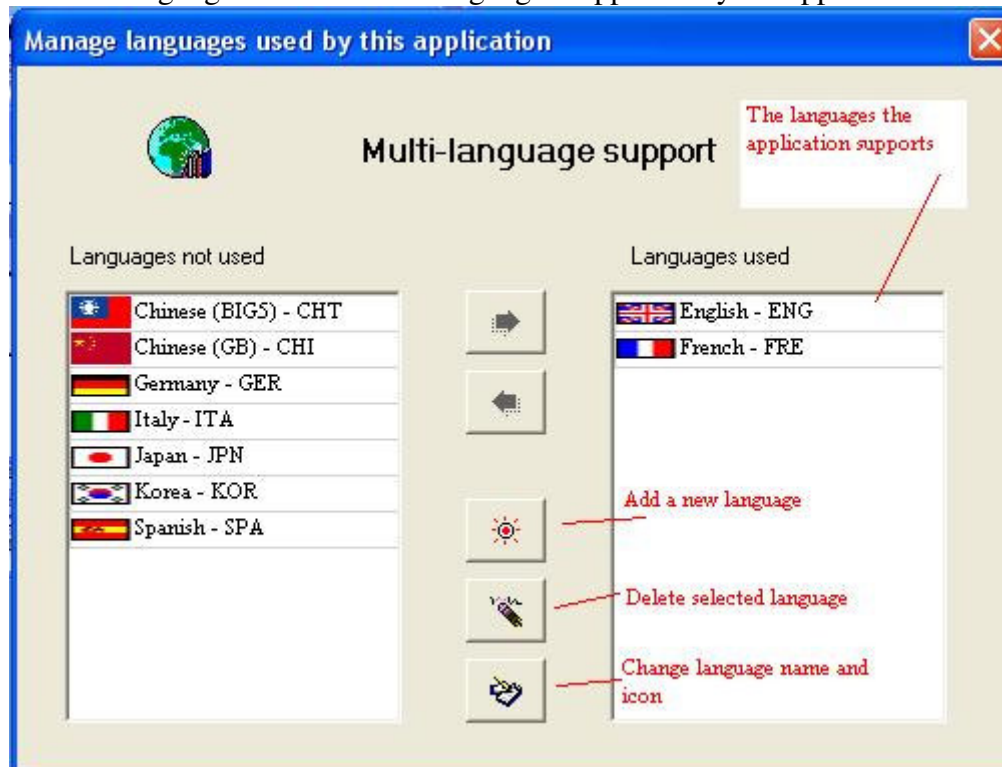 Manage languages used by this application
The languages the
application supports
Multi-language support
Languages not used
Languages used
Chinese (BIG5) - CHT
Chinese (GB) - CHI
Germany - GER
Italy - ITA
Japan - JPN
Korea - KOR
Spanish - SPA
English - ENG
French - FRE
Add a new language
Delete selected language
Change language name and
icon